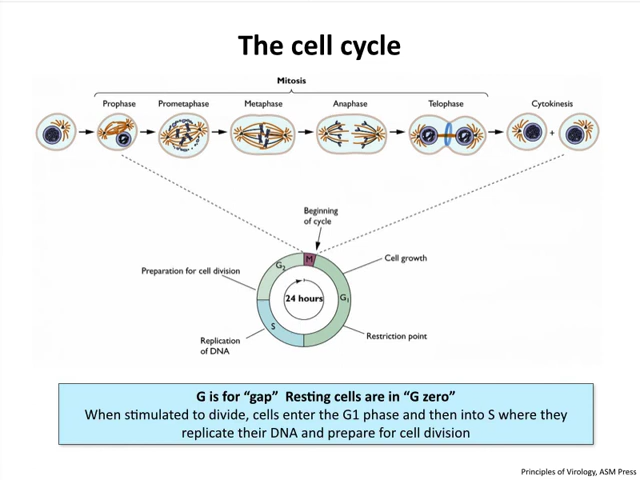 The cell cycle
Mitosis
Prophase Prometaphase Metaphase Anaphase Telophase Cytokinesis
+
Beginning
of cycle
M
G2
Cell growth
Preparation for cell division
24 hours
G1
S
Restriction point
Replication
of DNA
G is for “gap”  Resting cells are in “G zero”
When stimulated to divide, cells enter the G1 phase and then into S where they
replicate their DNA and prepare for cell division
Principles of Virology, ASM Press